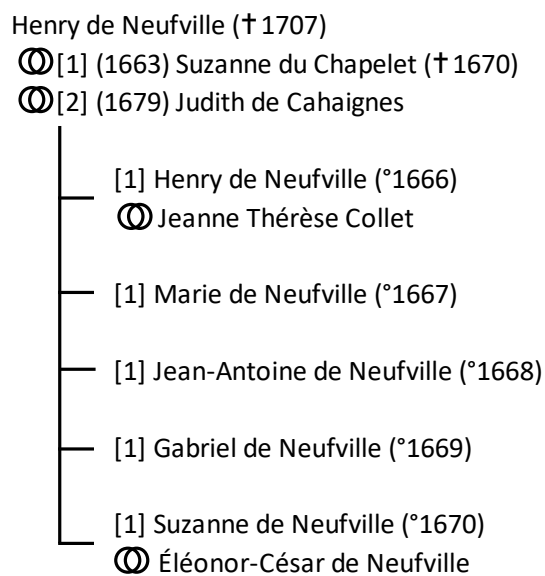 Henry de Neufville (✝1707)
⚭[1] (1663) Suzanne du Chapelet (✝1670)
⚭[2] (1679) Judith de Cahaignes
[1] Henry de Neufville (°1666)
⚭ Jeanne Thérèse Collet
[1] Marie de Neufville (°1667)
[1] Jean-Antoine de Neufville (°1668)
[1] Gabriel de Neufville (°1669)
[1] Suzanne de Neufville (°1670)
⚭ Éléonor-César de Neufville